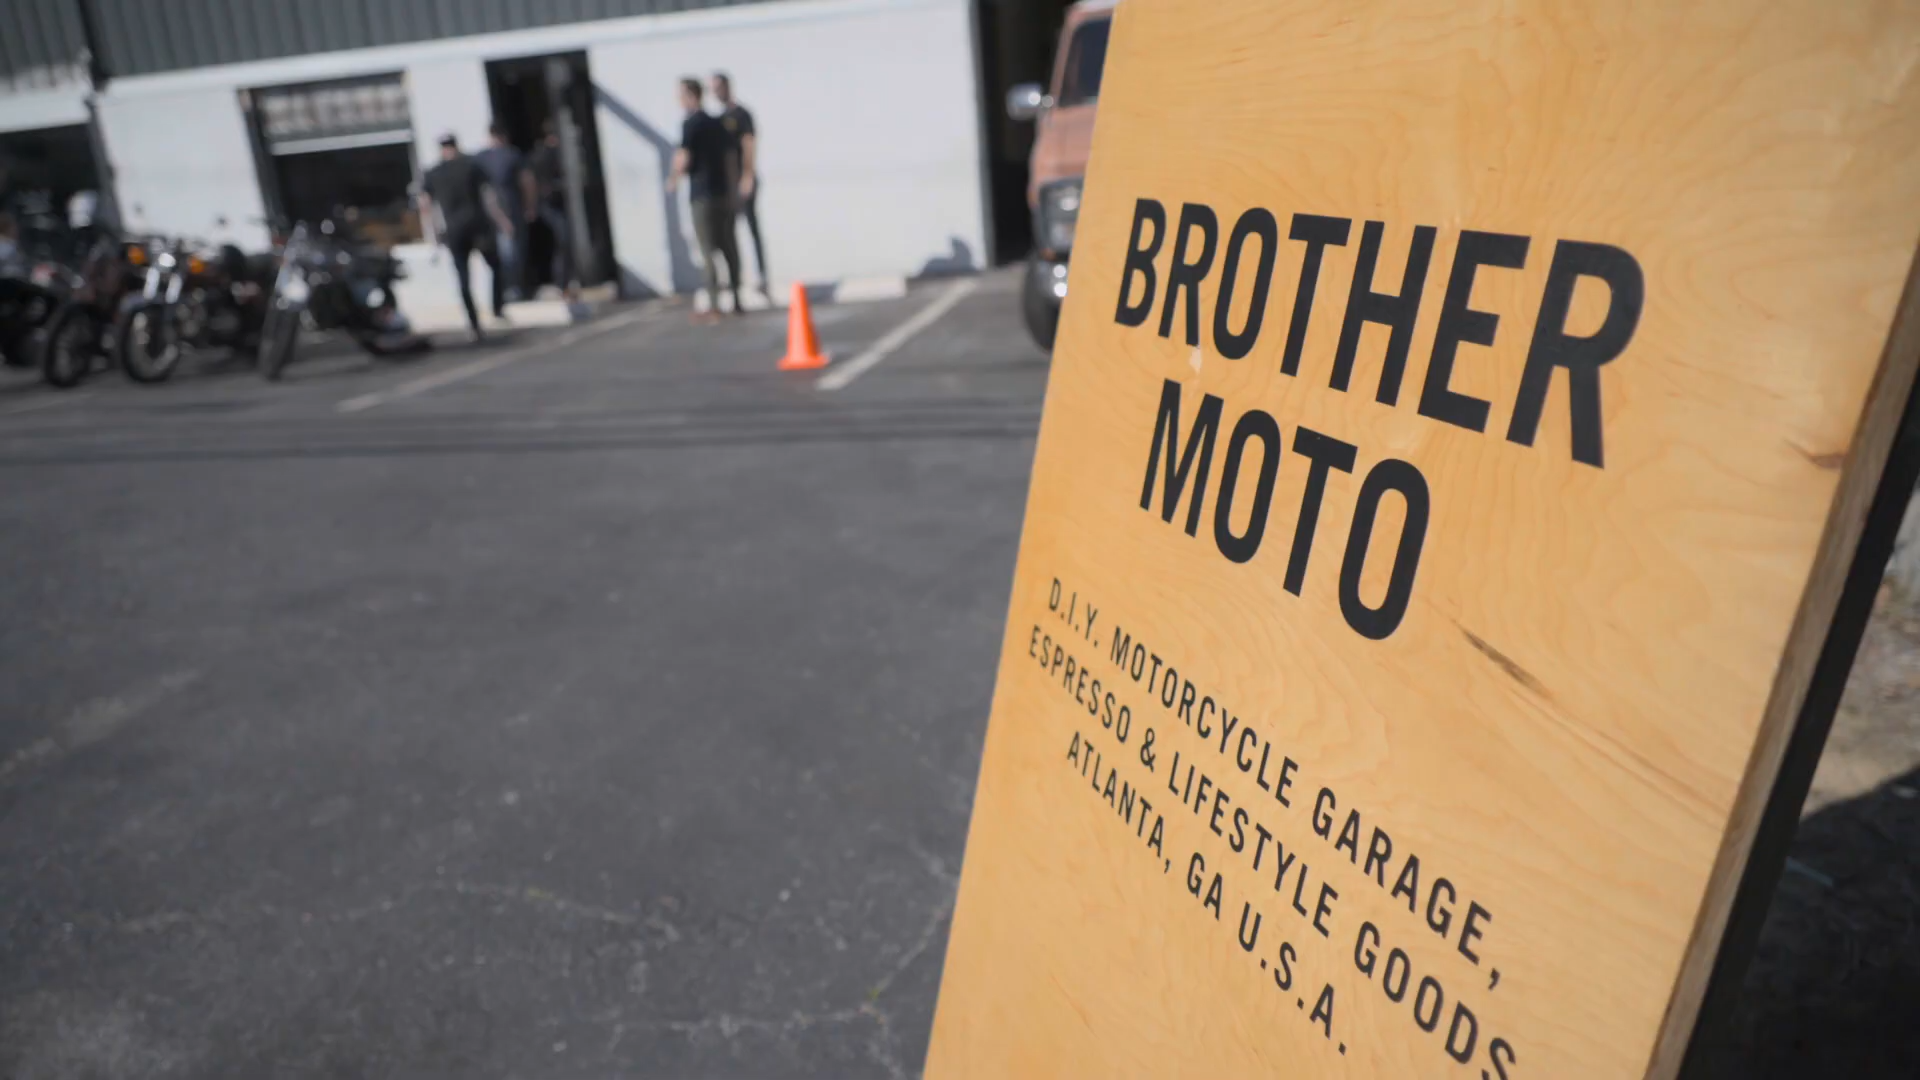 BROTHER
MOTO
D.I.Y. MOTORCYCLE GARAGE,
ESPRESSO & LIFESTYLE GOODS
ATLANTA, GA U.S.A.